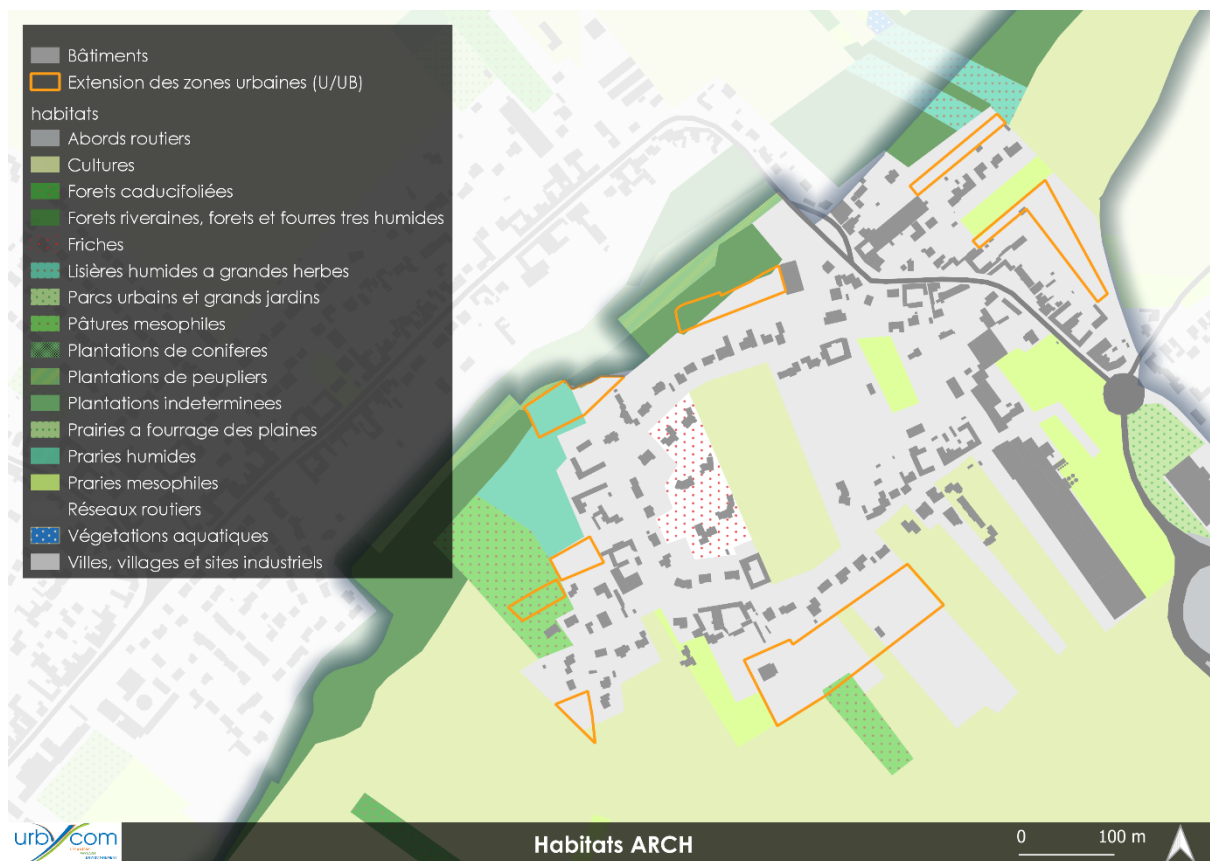 Bâtiments
Extension des zones urbaines (U/UB)
habitats
Abords routiers
Cultures
Forets caducifoliées
Forets riveraines, forets et fourres tres humides
Friches
Lisières humides a grandes herbes
Parcs urbains et grands jardins
Pâtures mesophiles
Plantations de coniferes
Plantations de peupliers
Plantations indeterminees
Prairies a fourrage des plaines
Praries humides
Praries mesophiles
Réseaux routiers
Végetations aquatiques
Villes, villages et sites industriels
urbycom
Habitats ARCH
0 100 m